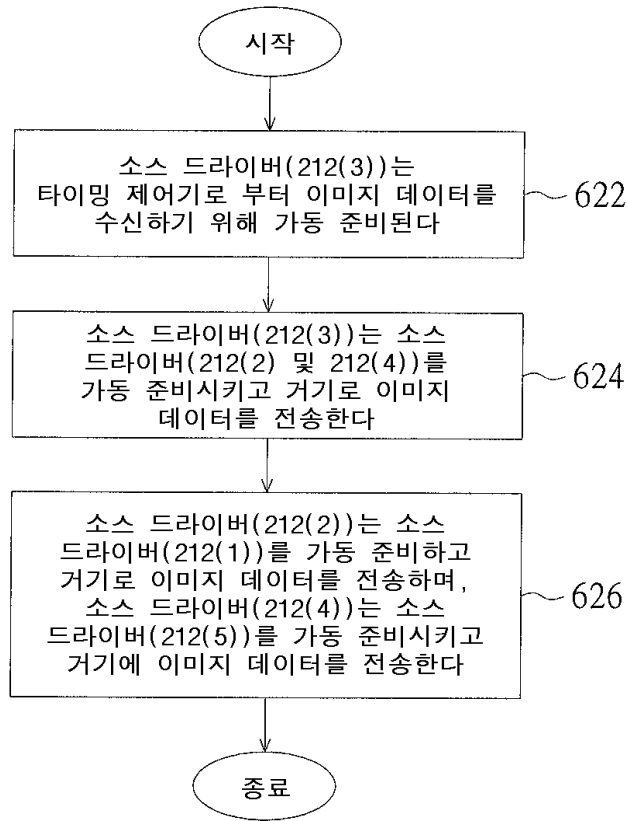 시작
소스 드라이버(212(3))는
타이밍 제어기로 부터 이미지 데이터를
수신하기 위해 가동 준비된다
622
소스 드라이버(212(3))는 소스
드라이버(212(2) 및 212(4))를
가동 준비시키고 거기로 이미지
데이터를 전송한다
624
소스 드라이버(212(2))는 소스
드라이버(212(1))를 가동 준비하고
거기로 이미지 데이터를 전송하며,
소스 드라이버(212(4))는 소스
드라이버(212(5))를 가동 준비시키고
거기에 이미지 데이터를 전송한다
626
종료